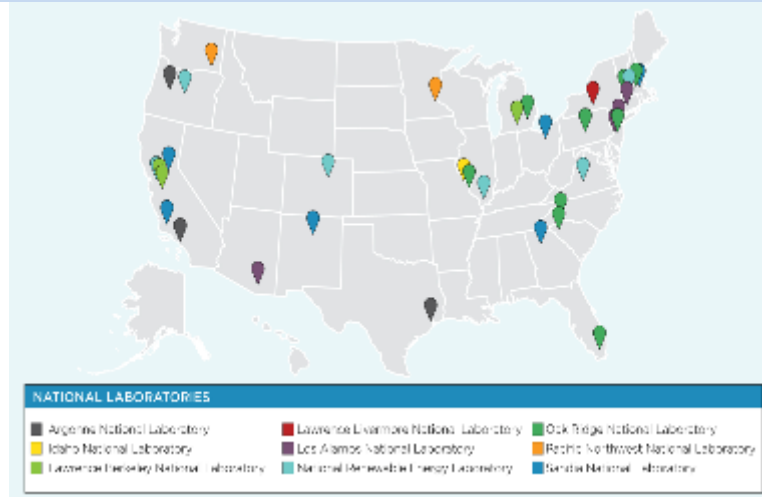 NATIONAL LABORATORIES
Argonne National Laboratory
Lawrence Livermore National Laboratory
Oak Ridge National Laboratory
Idaho National Laboratory
Los Alamos National Laboratory
Pacific Northwest National Laboratory
Lawrence Berkeley National Laboratory
National Renewable Energy Laboratory
Sandia National Laboratory